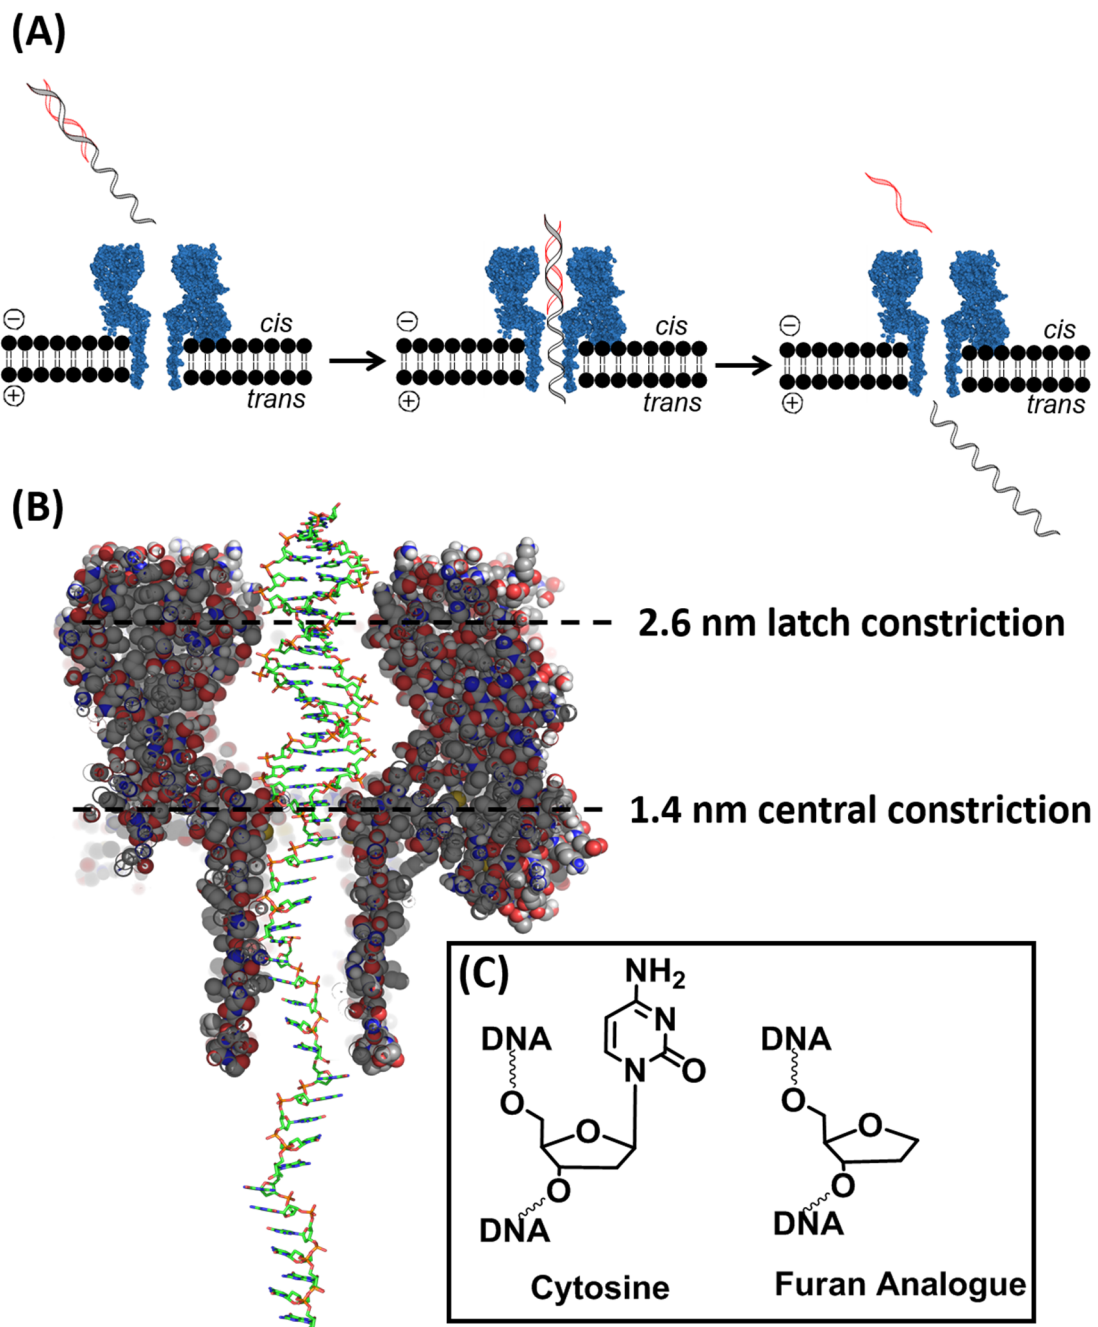 (A)
⊖
cis
⊕
trans
⊖
cis
⊕
trans
⊖
cis
⊕
trans
(B)
2.6 nm latch constriction
1.4 nm central constriction
(C)
NH₂
N
N
O
DNA
O
O
O
DNA
Cytosine
DNA
O
O
O
DNA
Furan Analogue